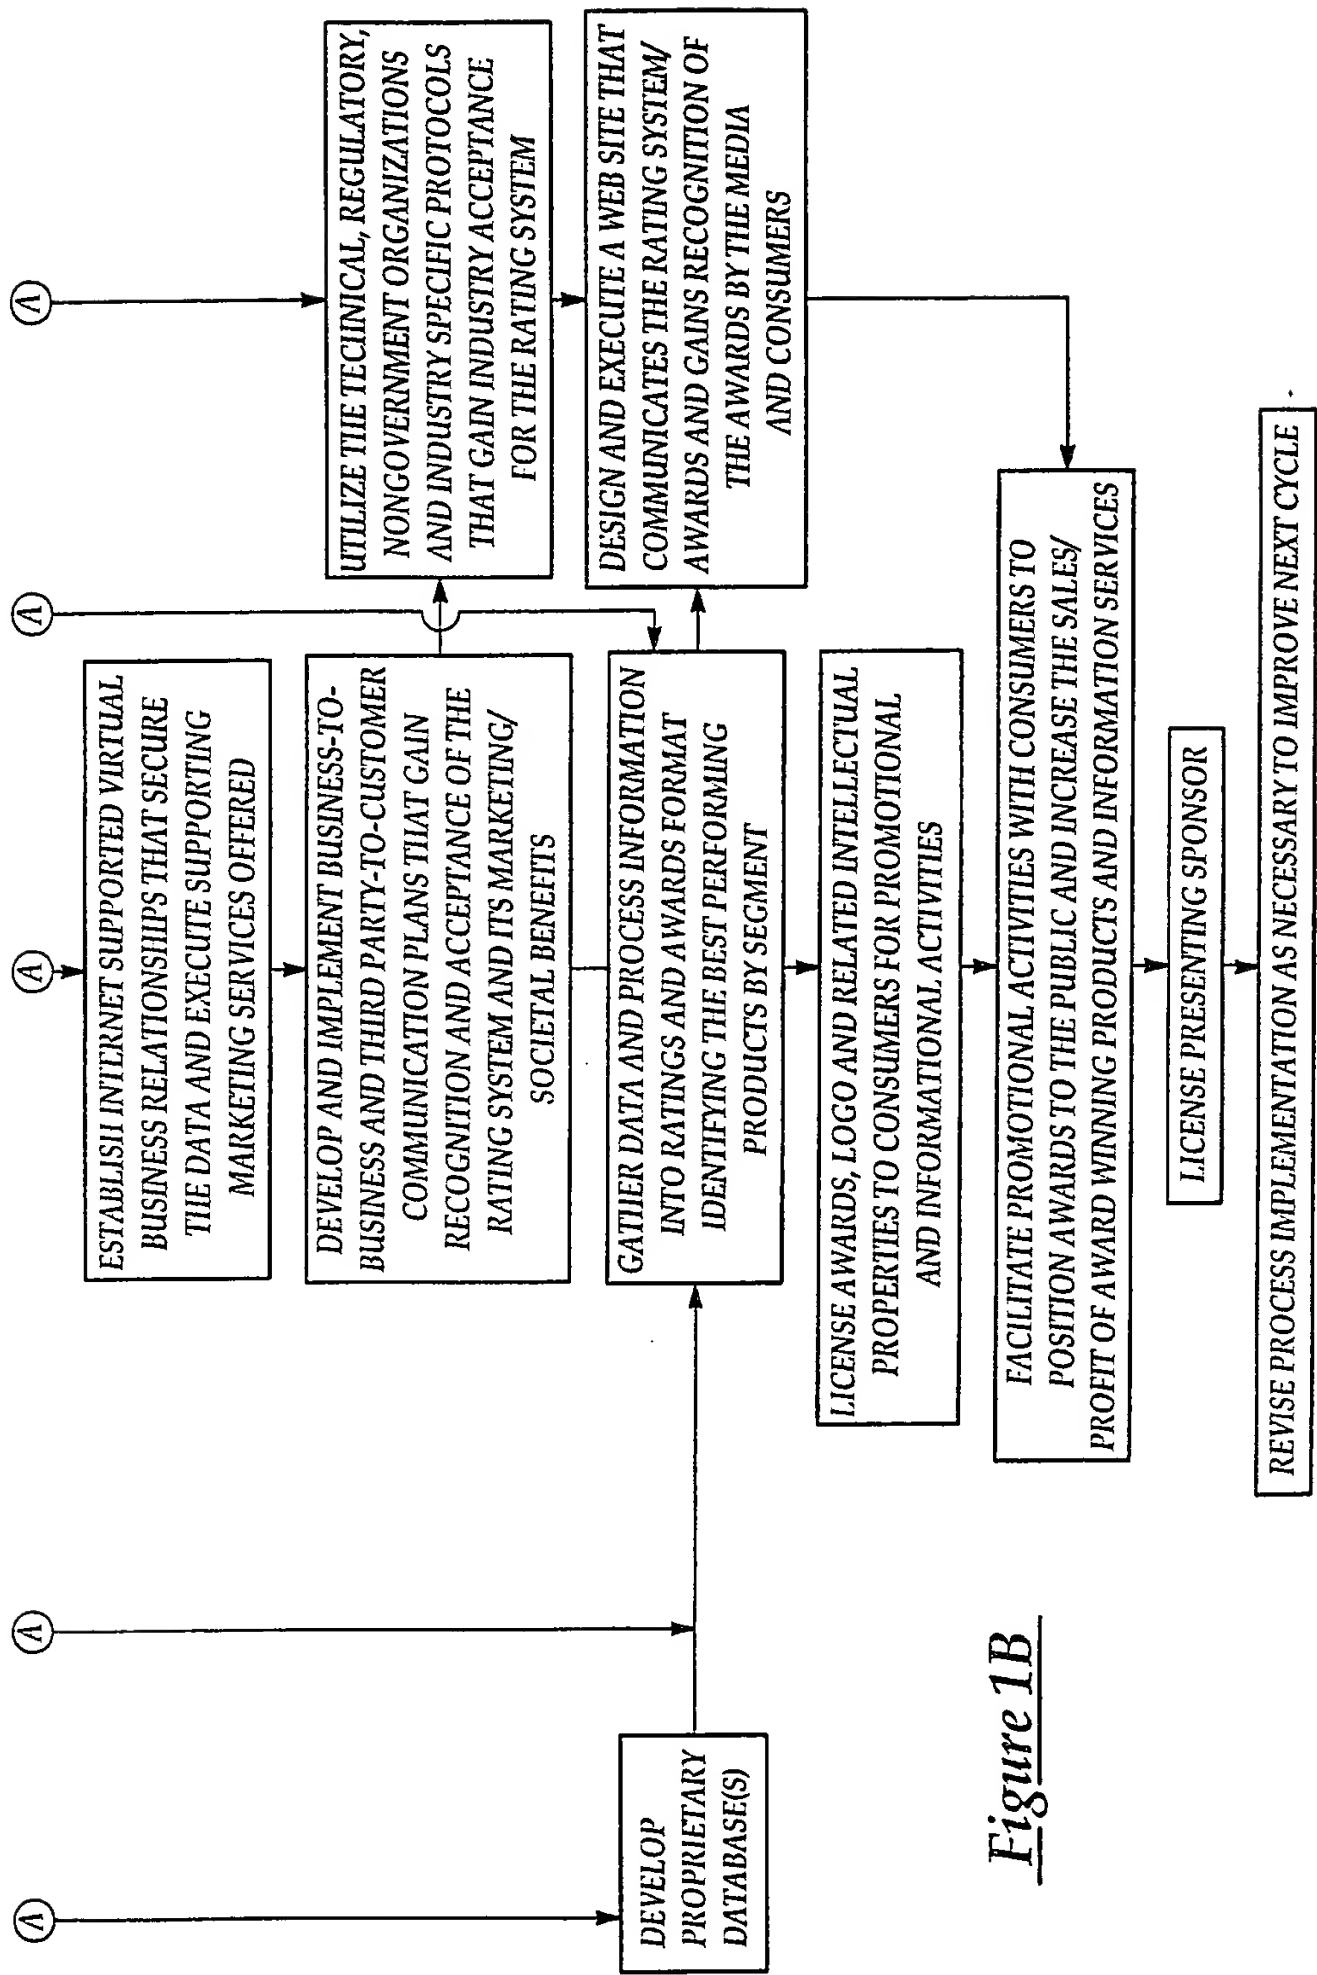 A
A
A
A
A
ESTABLISH INTERNET SUPPORTED VIRTUAL
BUSINESS RELATIONSHIPS THAT SECURE
THE DATA AND EXECUTE SUPPORTING
MARKETING SERVICES OFFERED
DEVELOP AND IMPLEMENT BUSINESS-TO-
BUSINESS AND THIRD PARTY-TO-CUSTOMER
COMMUNICATION PLANS THAT GAIN
RECOGNITION AND ACCEPTANCE OF THE
RATING SYSTEM AND ITS MARKETING/
SOCIETAL BENEFITS
UTILIZE THE TECHNICAL, REGULATORY,
NONGOVERNMENT ORGANIZATIONS
AND INDUSTRY SPECIFIC PROTOCOLS
THAT GAIN INDUSTRY ACCEPTANCE
FOR THE RATING SYSTEM
DEVELOP
PROPRIETARY
DATABASE(S)
GATHER DATA AND PROCESS INFORMATION
INTO RATINGS AND AWARDS FORMAT
IDENTIFYING THE BEST PERFORMING
PRODUCTS BY SEGMENT
DESIGN AND EXECUTE A WEB SITE THAT
COMMUNICATES THE RATING SYSTEM/
AWARDS AND GAINS RECOGNITION OF
THE AWARDS BY THE MEDIA
AND CONSUMERS
LICENSE AWARDS, LOGO AND RELATED INTELLECTUAL
PROPERTIES TO CONSUMERS FOR PROMOTIONAL
AND INFORMATIONAL ACTIVITIES
FACILITATE PROMOTIONAL ACTIVITIES WITH CONSUMERS TO
POSITION AWARDS TO THE PUBLIC AND INCREASE THE SALES/
PROFIT OF AWARD WINNING PRODUCTS AND INFORMATION SERVICES
LICENSE PRESENTING SPONSOR
REVISE PROCESS IMPLEMENTATION AS NECESSARY TO IMPROVE NEXT CYCLE
Figure 1B